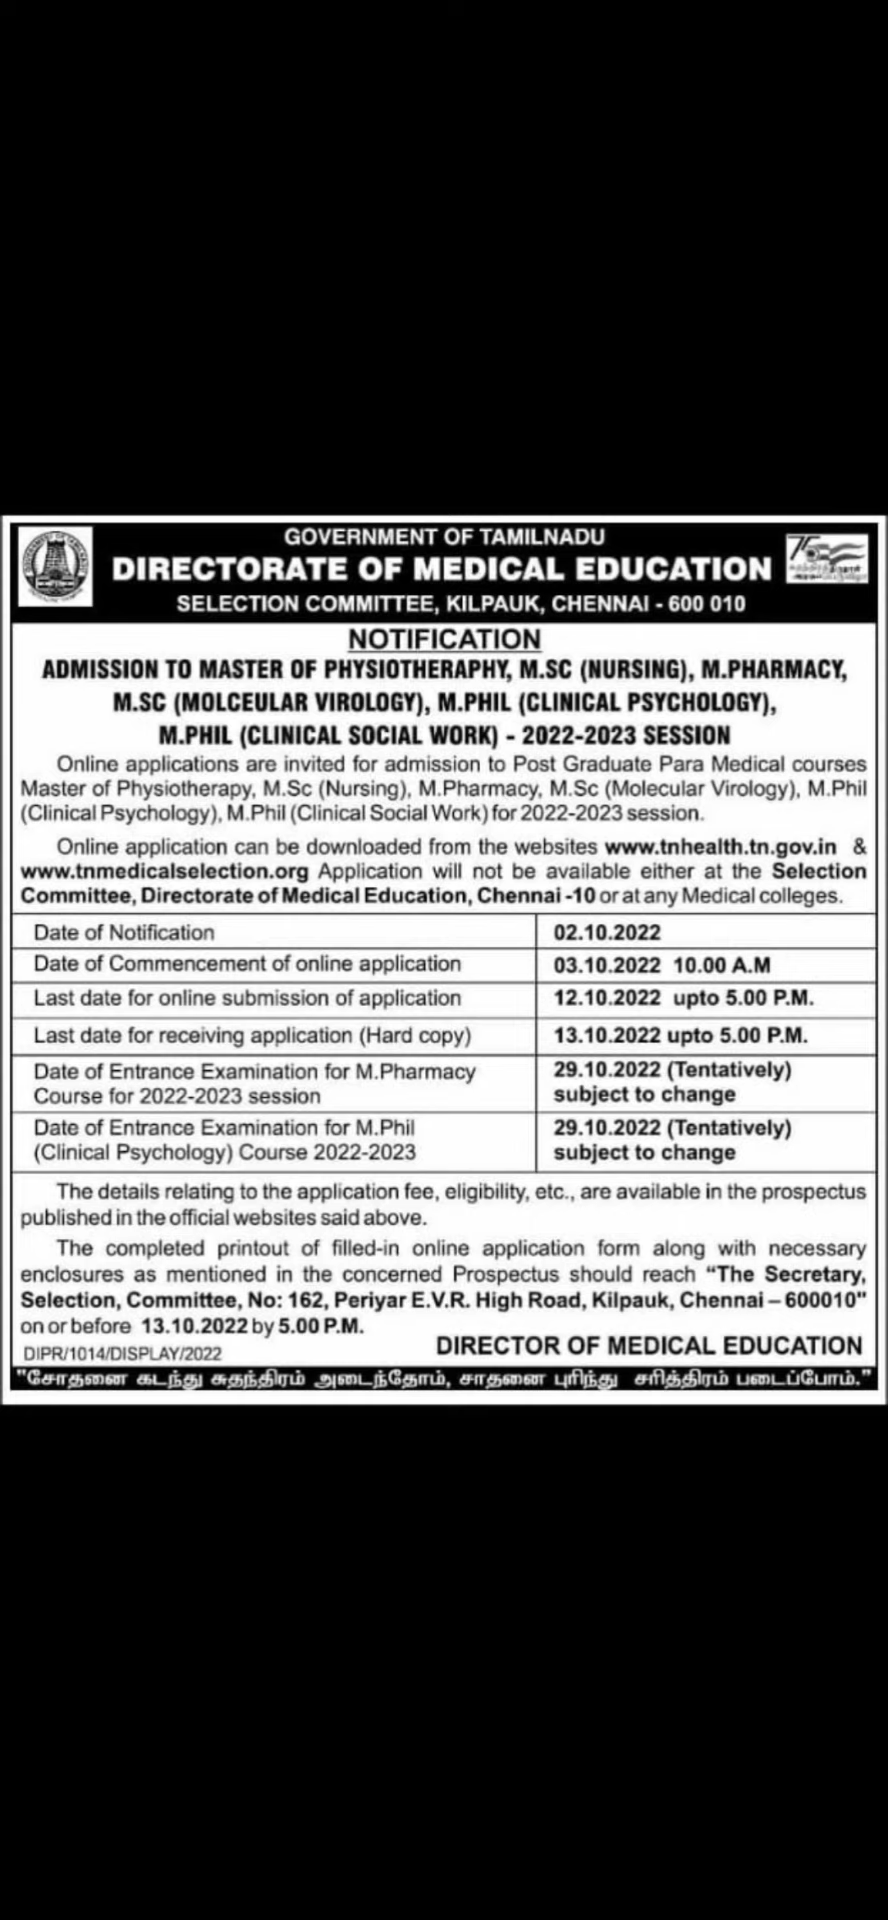 GOVERNMENT OF TAMILNADU
DIRECTORATE OF MEDICAL EDUCATION
SELECTION COMMITTEE, KILPAUK, CHENNAI - 600 010
NOTIFICATION
ADMISSION TO MASTER OF PHYSIOTHERAPHY, M.SC (NURSING), M.PHARMACY,
M.SC (MOLCEULAR VIROLOGY), M.PHIL (CLINICAL PSYCHOLOGY),
M.PHIL (CLINICAL SOCIAL WORK) - 2022-2023 SESSION
Online applications are invited for admission to Post Graduate Para Medical courses
Master of Physiotherapy, M.Sc (Nursing), M.Pharmacy, M.Sc (Molecular Virology), M.Phil
(Clinical Psychology), M.Phil (Clinical Social Work) for 2022-2023 session.
Online application can be downloaded from the websites www.tnhealth.tn.gov.in &
www.tnmedicalselection.org Application will not be available either at the Selection
Committee, Directorate of Medical Education, Chennai -10 or at any Medical colleges.
Date of Notification 02.10.2022
Date of Commencement of online application 03.10.2022 10.00 A.M
Last date for online submission of application 12.10.2022 upto 5.00 P.M.
Last date for receiving application (Hard copy) 13.10.2022 upto 5.00 P.M.
Date of Entrance Examination for M.Pharmacy 29.10.2022 (Tentatively)
Course for 2022-2023 session subject to change
Date of Entrance Examination for M.Phil 29.10.2022 (Tentatively)
(Clinical Psychology) Course 2022-2023 subject to change
The details relating to the application fee, eligibility, etc., are available in the prospectus
published in the official websites said above.
The completed printout of filled-in online application form along with necessary
enclosures as mentioned in the concerned Prospectus should reach "The Secretary,
Selection, Committee, No: 162, Periyar E.V.R. High Road, Kilpauk, Chennai – 600010"
on or before 13.10.2022 by 5.00 P.M.
DIPR/1014/DISPLAY/2022 DIRECTOR OF MEDICAL EDUCATION
"சோதனை கடந்து சுதந்திரம் அடைந்தோம், சாதனை புரிந்து சரித்திரம் படைப்போம்."